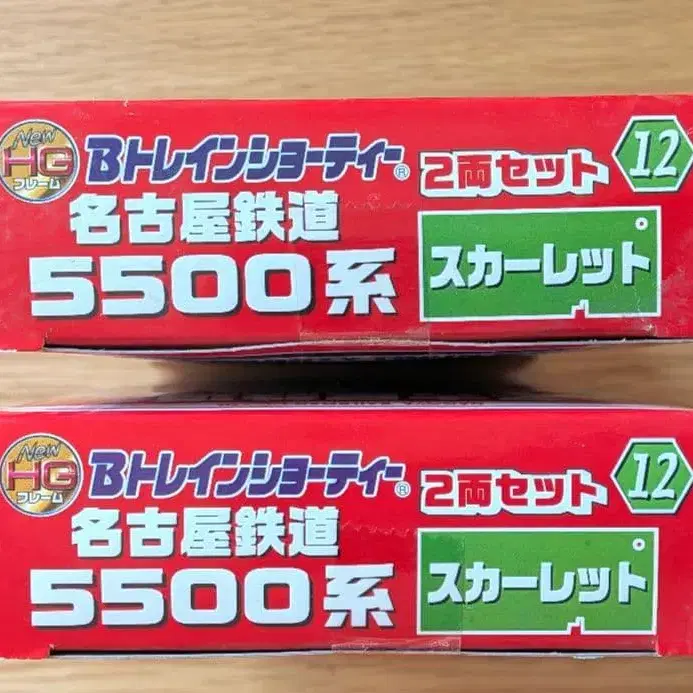 New
HG
フレーム
Bトレインショーティー®
2両セット
12
名古屋鉄道
5500系
スカーレット
New
HG
フレーム
Bトレインショーティー®
2両セット
12
名古屋鉄道
5500系
スカーレット